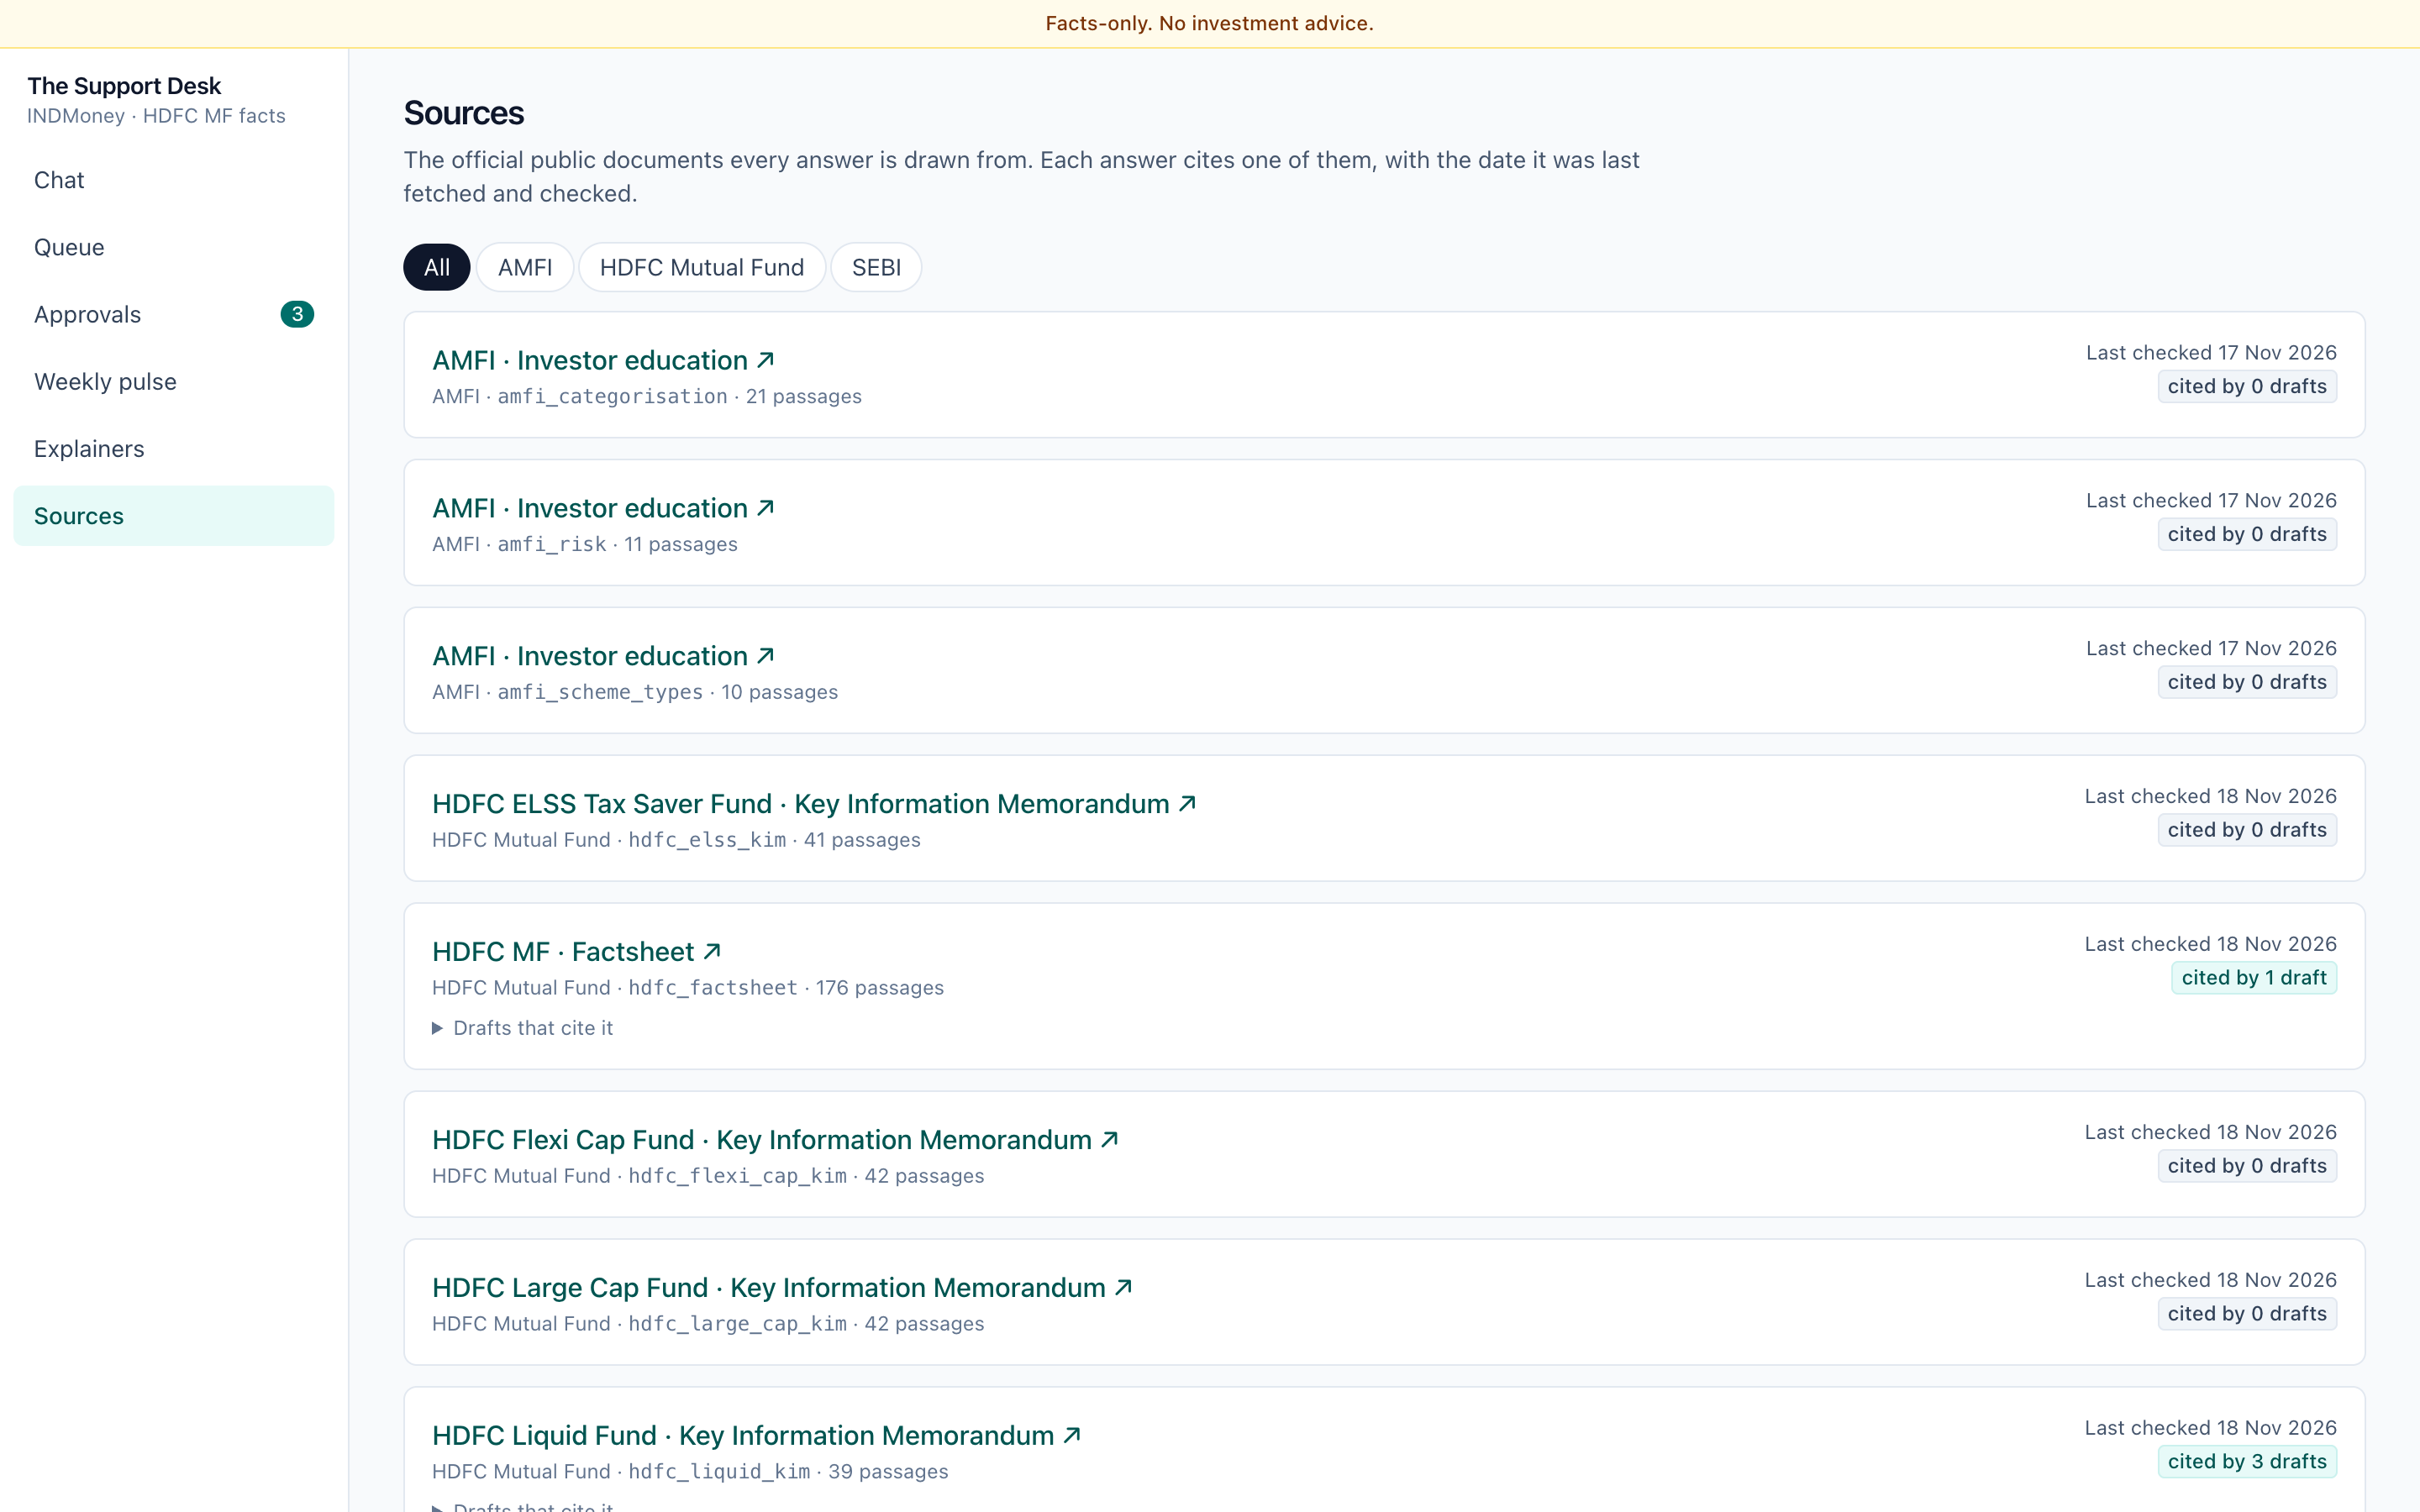 Facts-only. No investment advice.
The Support Desk
INDMoney · HDFC MF facts
Chat
Queue
Approvals 3
Weekly pulse
Explainers
Sources
Sources
The official public documents every answer is drawn from. Each answer cites one of them, with the date it was last
fetched and checked.
All AMFI HDFC Mutual Fund SEBI
AMFI · Investor education ↗
AMFI · amfi_categorisation · 21 passages
Last checked 17 Nov 2026
cited by 0 drafts
AMFI · Investor education ↗
AMFI · amfi_risk · 11 passages
Last checked 17 Nov 2026
cited by 0 drafts
AMFI · Investor education ↗
AMFI · amfi_scheme_types · 10 passages
Last checked 17 Nov 2026
cited by 0 drafts
HDFC ELSS Tax Saver Fund · Key Information Memorandum ↗
HDFC Mutual Fund · hdfc_elss_kim · 41 passages
Last checked 18 Nov 2026
cited by 0 drafts
HDFC MF · Factsheet ↗
HDFC Mutual Fund · hdfc_factsheet · 176 passages
▶ Drafts that cite it
Last checked 18 Nov 2026
cited by 1 draft
HDFC Flexi Cap Fund · Key Information Memorandum ↗
HDFC Mutual Fund · hdfc_flexi_cap_kim · 42 passages
Last checked 18 Nov 2026
cited by 0 drafts
HDFC Large Cap Fund · Key Information Memorandum ↗
HDFC Mutual Fund · hdfc_large_cap_kim · 42 passages
Last checked 18 Nov 2026
cited by 0 drafts
HDFC Liquid Fund · Key Information Memorandum ↗
HDFC Mutual Fund · hdfc_liquid_kim · 39 passages
Last checked 18 Nov 2026
cited by 3 drafts
▶ Drafts that cite it